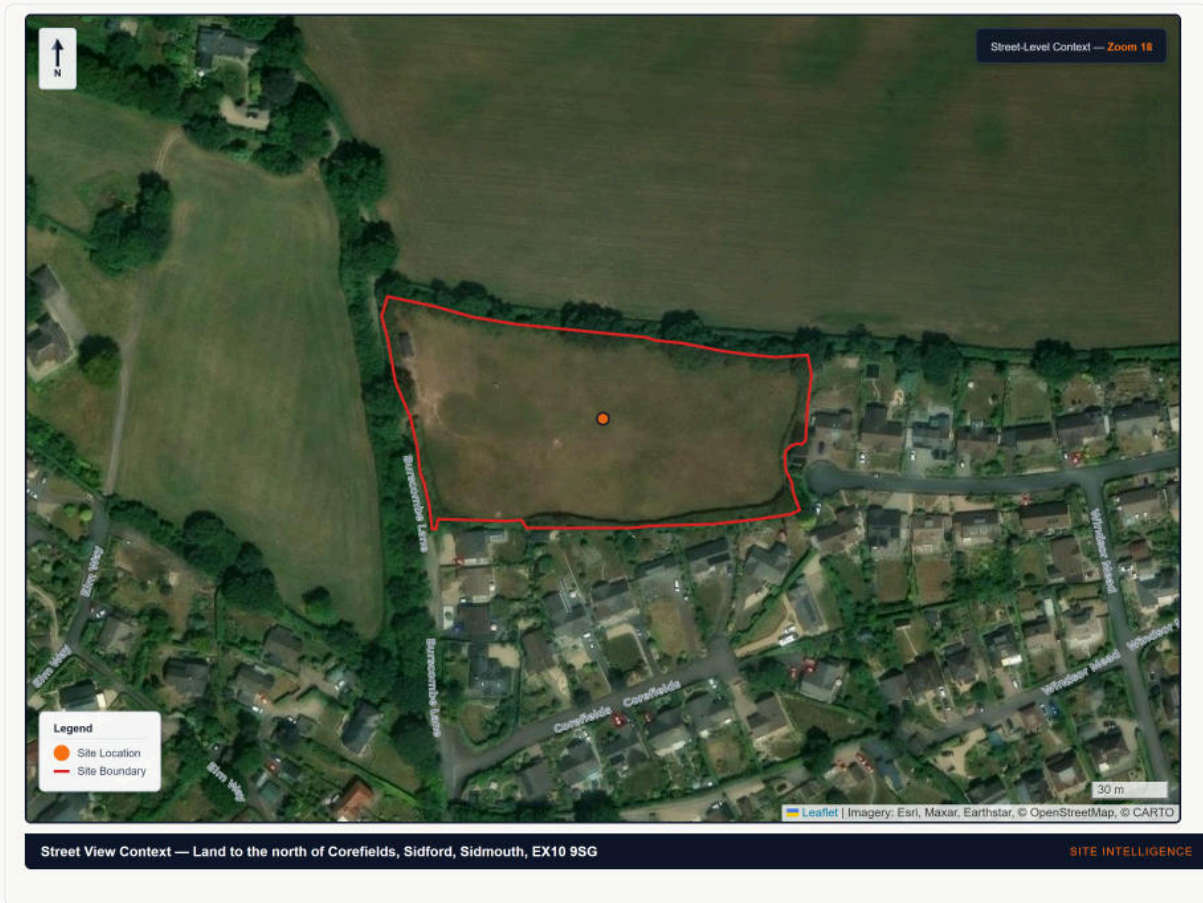 N
Street-Level Context — Zoom 18
Burscombe Lane
Elm Way
Windsor Mead
Burscombe Lane
Elm Way
Windsor Mead
Corefields
Corefields
Elm Way
Legend
Site Location
Site Boundary
30 m
Leaflet | Imagery: Esri, Maxar, Earthstar, © OpenStreetMap, © CARTO
Street View Context — Land to the north of Corefields, Sidford, Sidmouth, EX10 9SG
SITE INTELLIGENCE